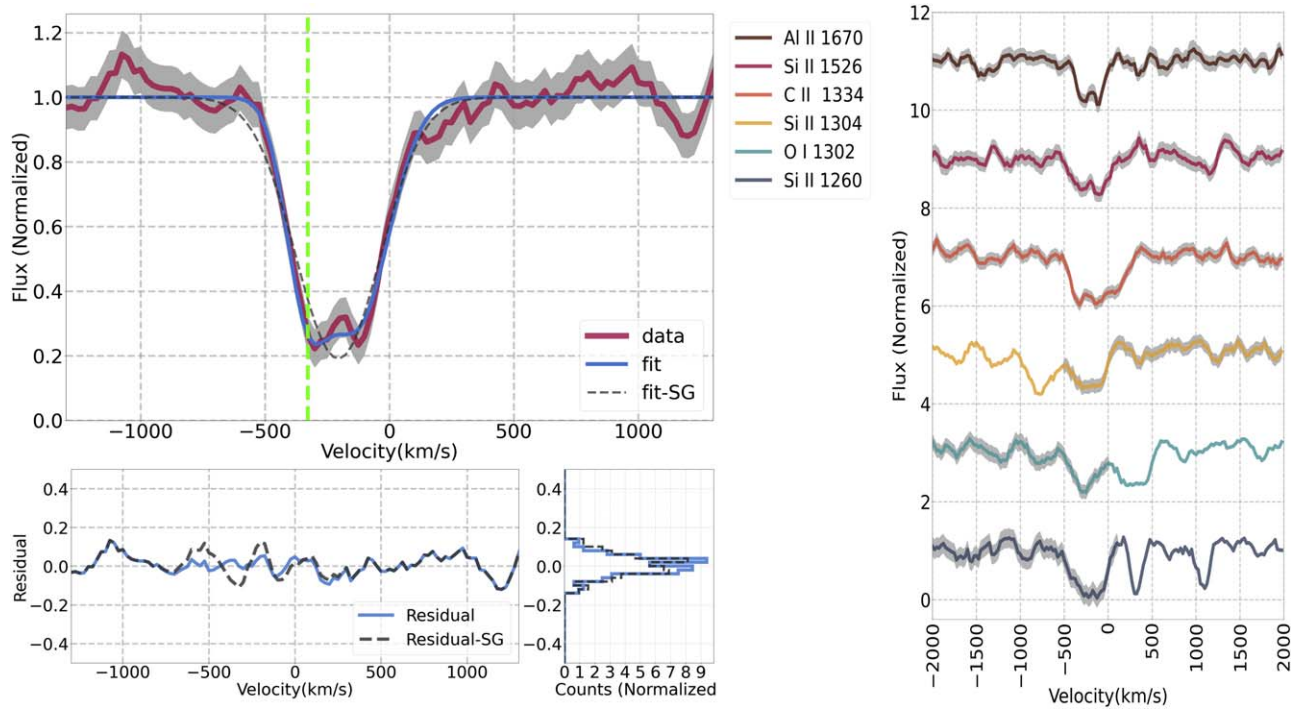 1.2
1.0
0.8
0.6
0.4
0.2
0.0
Flux (Normalized)
data
fit
fit-SG
−1000 −500 0 500 1000
Velocity(km/s)
0.4
0.2
0.0
−0.2
−0.4
Residual
Residual
Residual-SG
−1000 −500 0 500 1000
Velocity(km/s)
0.4
0.2
0.0
−0.2
−0.4
0 1 2 3 4 5 6 7 8 9
Counts (Normalized
Al II 1670
Si II 1526
C II 1334
Si II 1304
O I 1302
Si II 1260
12
10
8
6
4
2
0
Flux (Normalized)
−2000 −1500 −1000 −500 0 500 1000 1500 2000
Velocity(km/s)